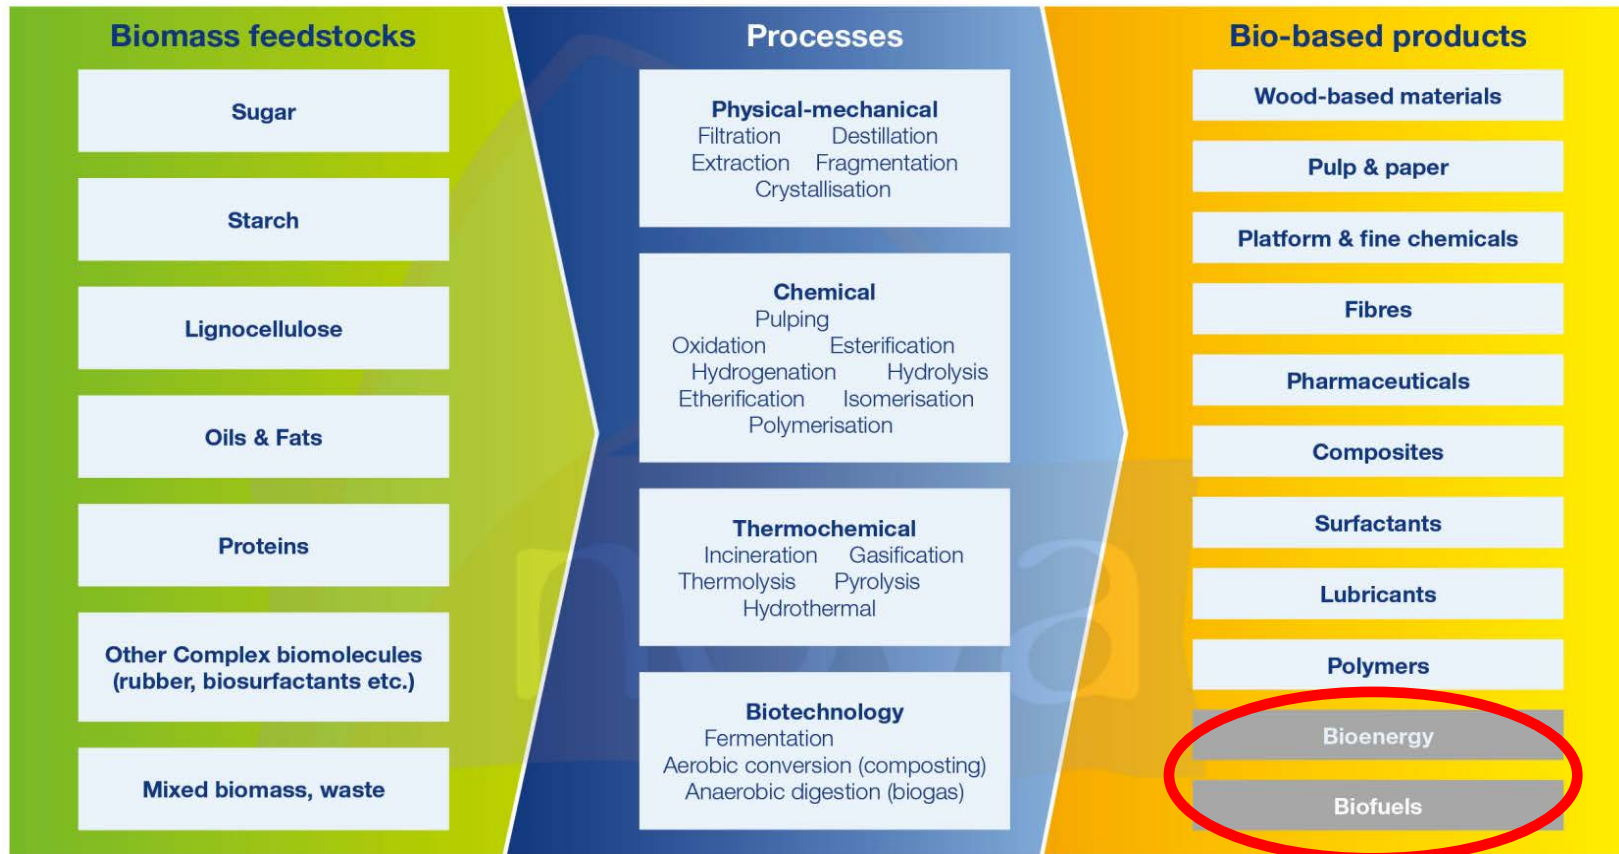 Biomass feedstocks
Sugar
Starch
Lignocellulose
Oils & Fats
Proteins
Other Complex biomolecules
(rubber, biosurfactants etc.)
Mixed biomass, waste
Processes
Physical-mechanical
Filtration Destillation
Extraction Fragmentation
Crystallisation
Chemical
Pulping
Oxidation Esterification
Hydrogenation Hydrolysis
Etherification Isomerisation
Polymerisation
Thermochemical
Incineration Gasification
Thermolysis Pyrolysis
Hydrothermal
Biotechnology
Fermentation
Aerobic conversion (composting)
Anaerobic digestion (biogas)
Bio-based products
Wood-based materials
Pulp & paper
Platform & fine chemicals
Fibres
Pharmaceuticals
Composites
Surfactants
Lubricants
Polymers
Bioenergy
Biofuels
nova